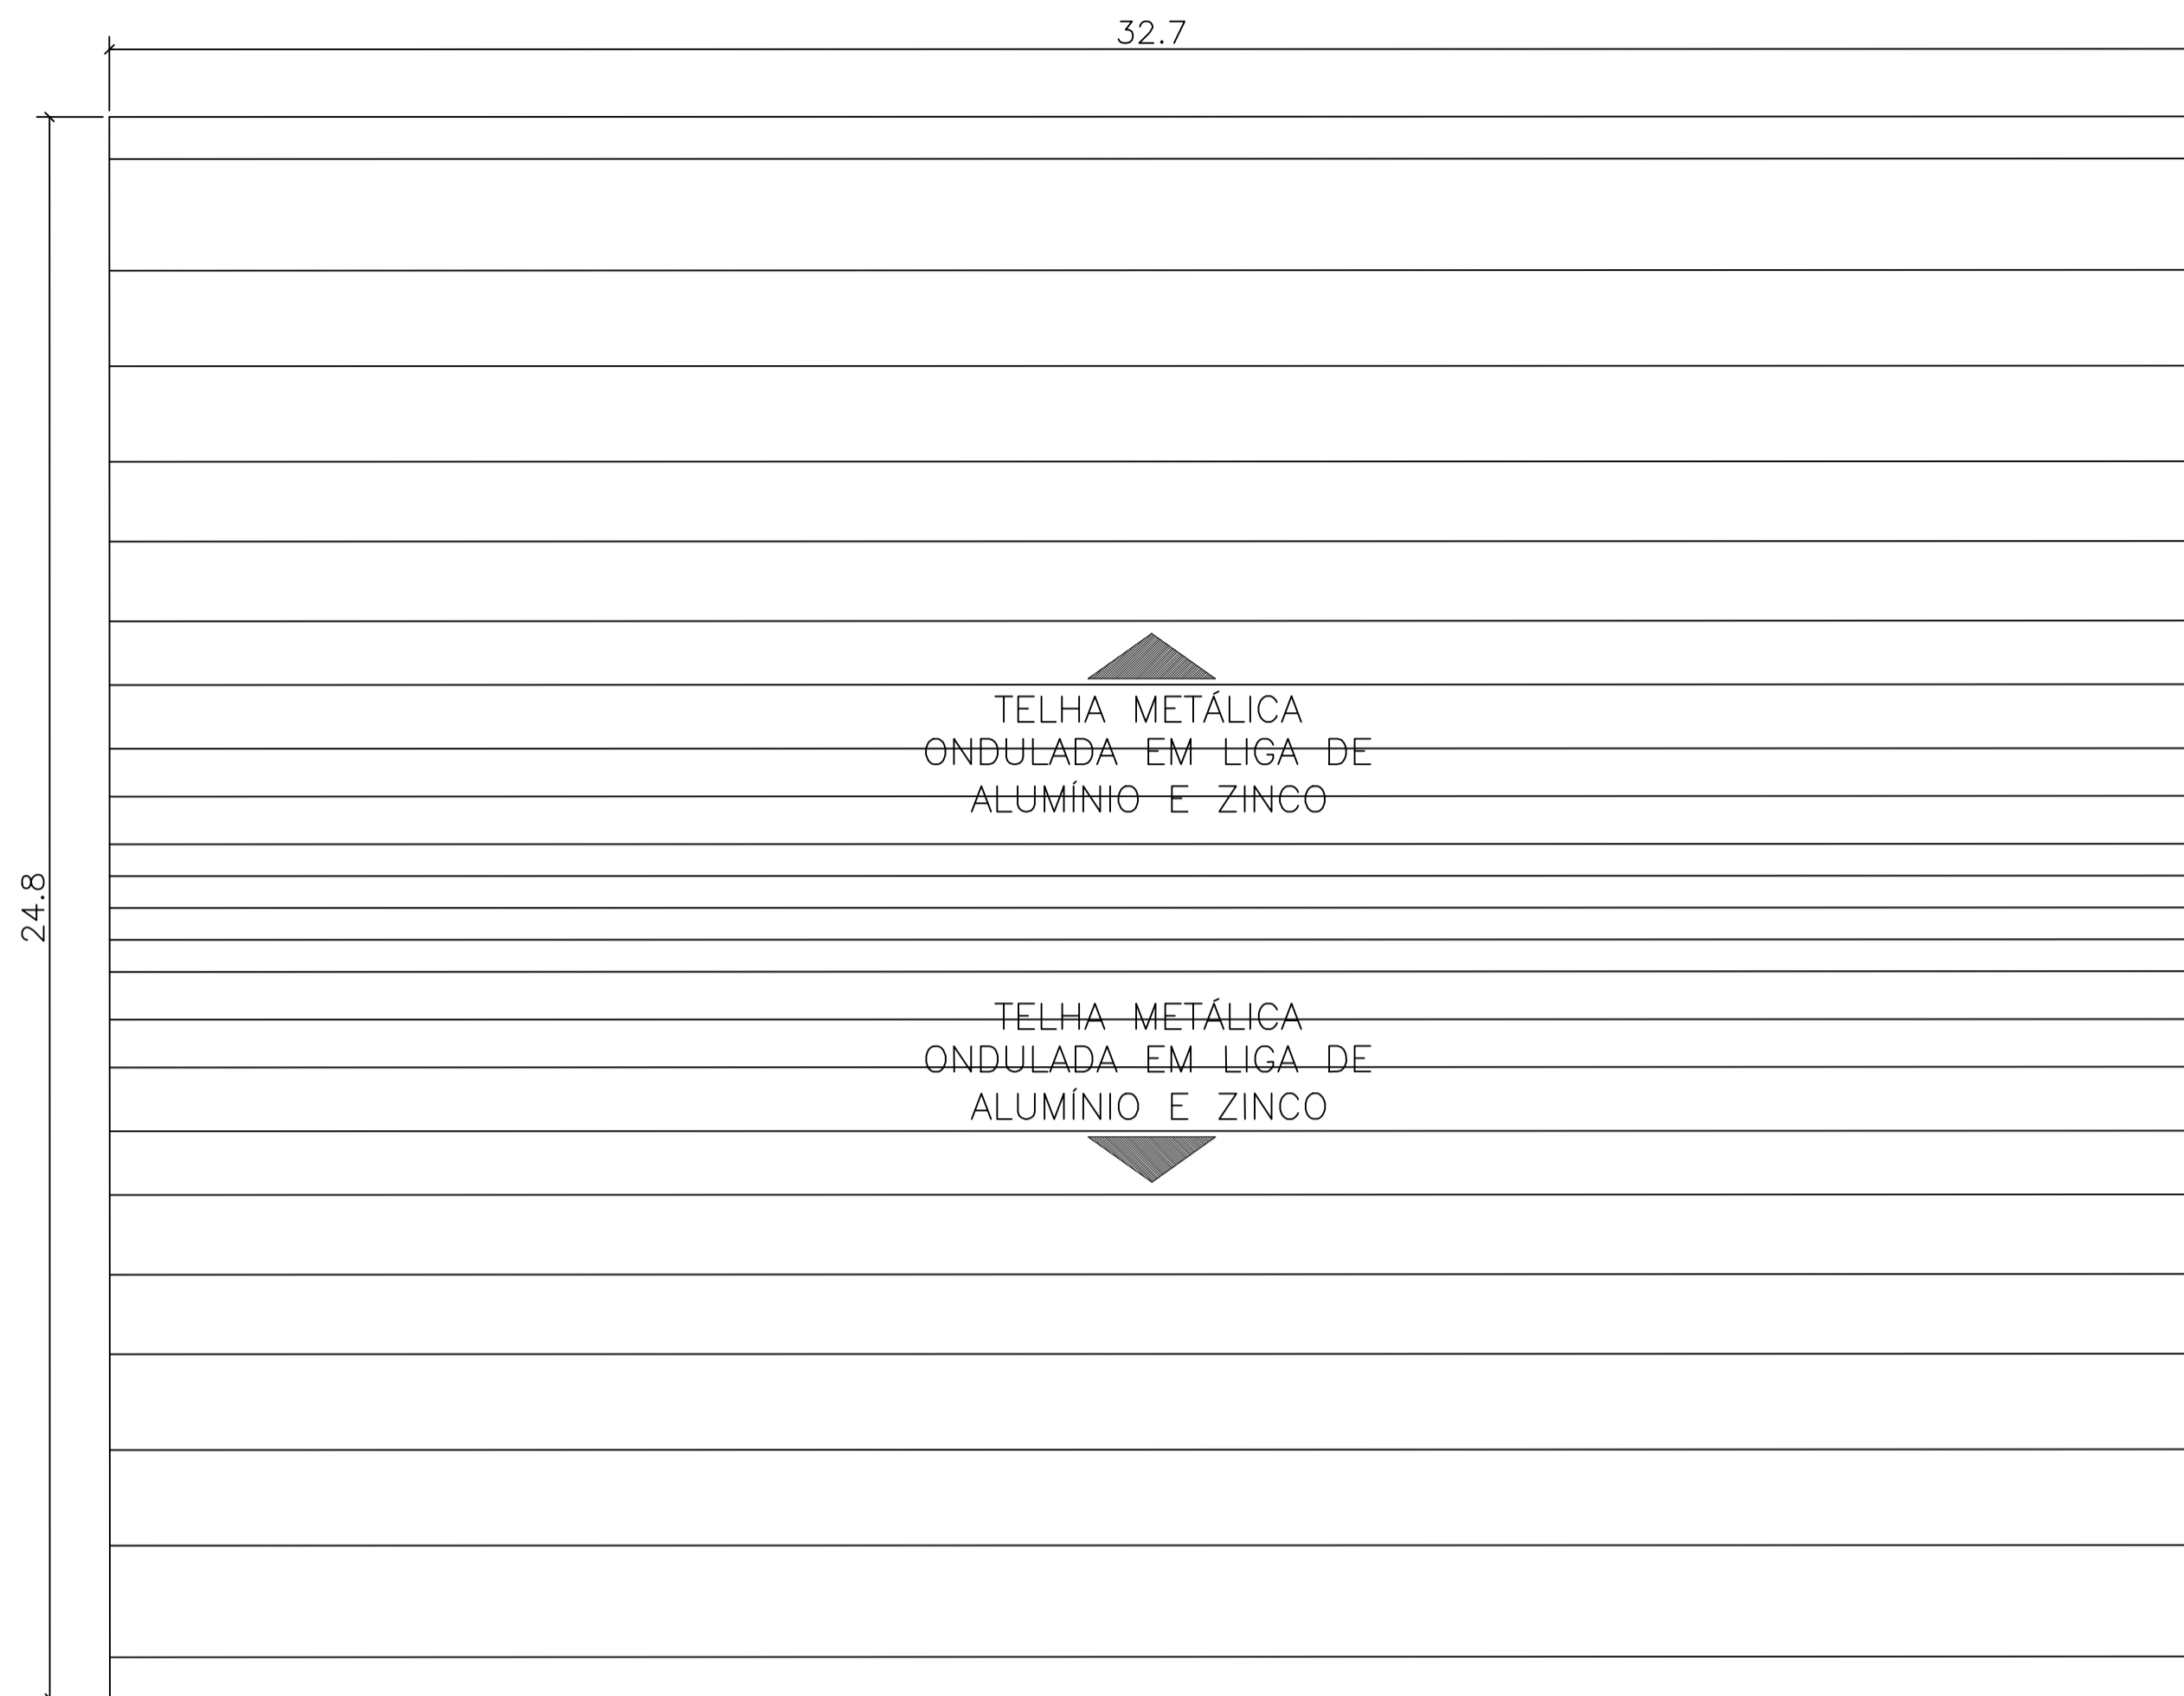 32.7
TELHA METÁLICA
ONDULADA EM LIGA DE
ALUMÍNIO E ZINCO
24.8
TELHA METÁLICA
ONDULADA EM LIGA DE
ALUMÍNIO E ZINCO